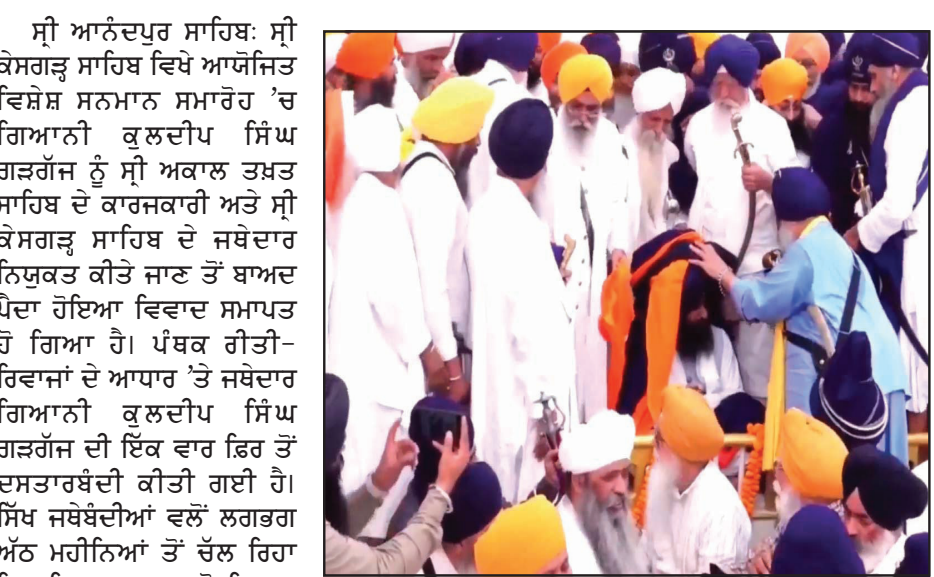 ਸ੍ਰੀ ਆਨੰਦਪੁਰ ਸਾਹਿਬ: ਸ੍ਰੀ
ਕੇਸਗੜ੍ਹ ਸਾਹਿਬ ਵਿਖੇ ਆਯੋਜਿਤ
ਵਿਸ਼ੇਸ਼ ਸਨਮਾਨ ਸਮਾਰੋਹ ’ਚ
ਗਿਆਨੀ ਕੁਲਦੀਪ ਸਿੰਘ
ਗੜਗੱਜ ਨੂੰ ਸ੍ਰੀ ਅਕਾਲ ਤਖ਼ਤ
ਸਾਹਿਬ ਦੇ ਕਾਰਜਕਾਰੀ ਅਤੇ ਸ੍ਰੀ
ਕੇਸਗੜ੍ਹ ਸਾਹਿਬ ਦੇ ਜਥੇਦਾਰ
ਨਿਯੁਕਤ ਕੀਤੇ ਜਾਣ ਤੋਂ ਬਾਅਦ
ਪੈਦਾ ਹੋਇਆ ਵਿਵਾਦ ਸਮਾਪਤ
ਹੋ ਗਿਆ ਹੈ। ਪੰਥਕ ਰੀਤੀ-
ਰਿਵਾਜਾਂ ਦੇ ਆਧਾਰ ’ਤੇ ਜਥੇਦਾਰ
ਗਿਆਨੀ ਕੁਲਦੀਪ ਸਿੰਘ
ਗੜਗੱਜ ਦੀ ਇੱਕ ਵਾਰ ਫ਼ਿਰ ਤੋਂ
ਦਸਤਾਰਬੰਦੀ ਕੀਤੀ ਗਈ ਹੈ।
ਸਿੱਖ ਜਥੇਬੰਦੀਆਂ ਵਲੋਂ ਲਗਭਗ
ਅੱਠ ਮਹੀਨਿਆਂ ਤੋਂ ਚੱਲ ਰਿਹਾ